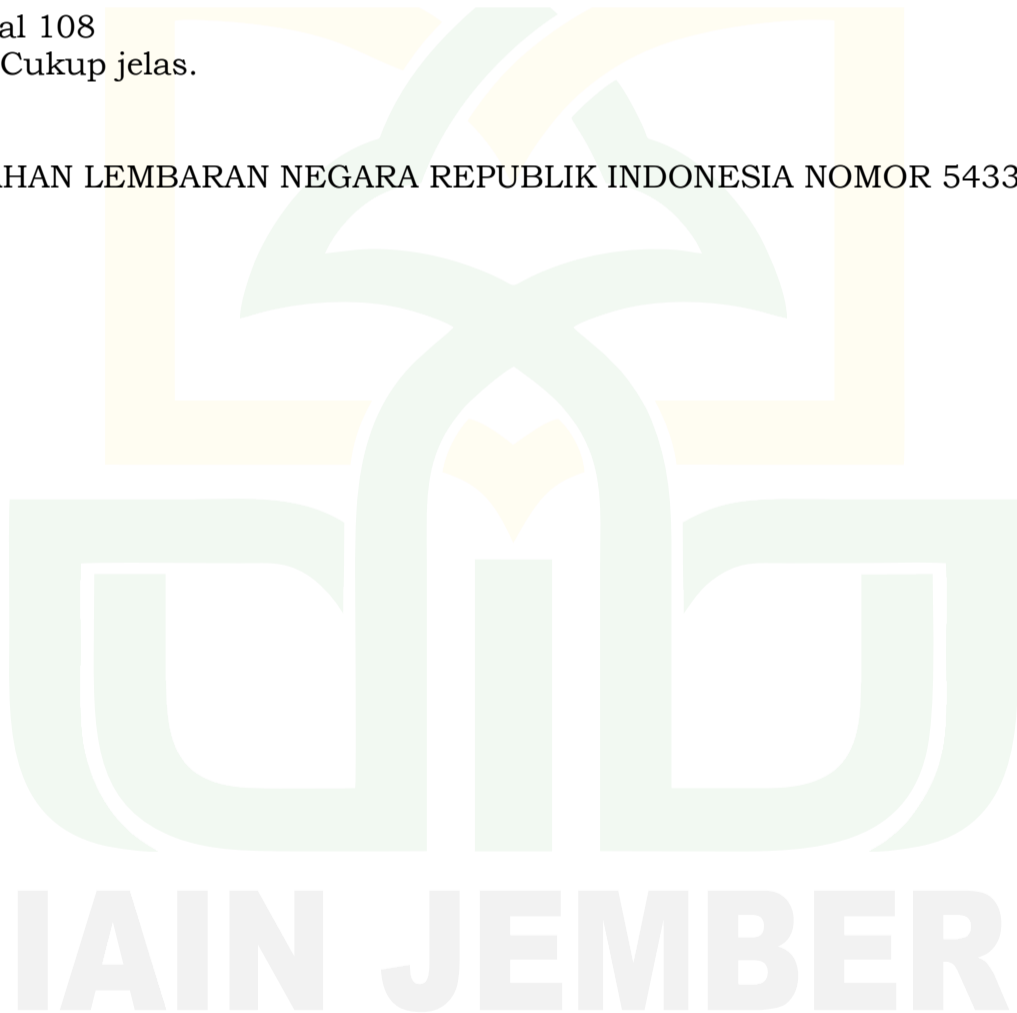 al 108
Cukup jelas.
AHAN LEMBARAN NEGARA REPUBLIK INDONESIA NOMOR 5433
IAIN JEMBER